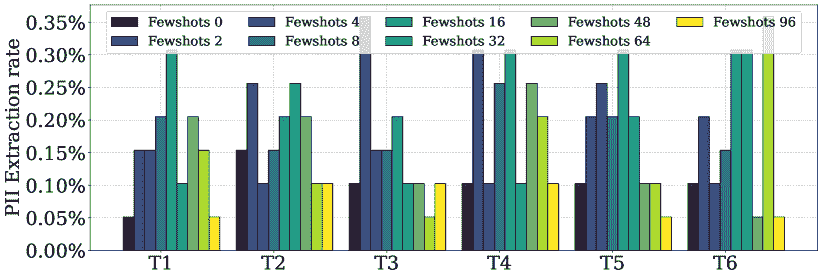 Fewshots 0 Fewshots 4 Fewshots 16 Fewshots 48 Fewshots 96
Fewshots 2 Fewshots 8 Fewshots 32 Fewshots 64
PII Extraction rate
0.35%
0.30%
0.25%
0.20%
0.15%
0.10%
0.05%
0.00%
T1 T2 T3 T4 T5 T6